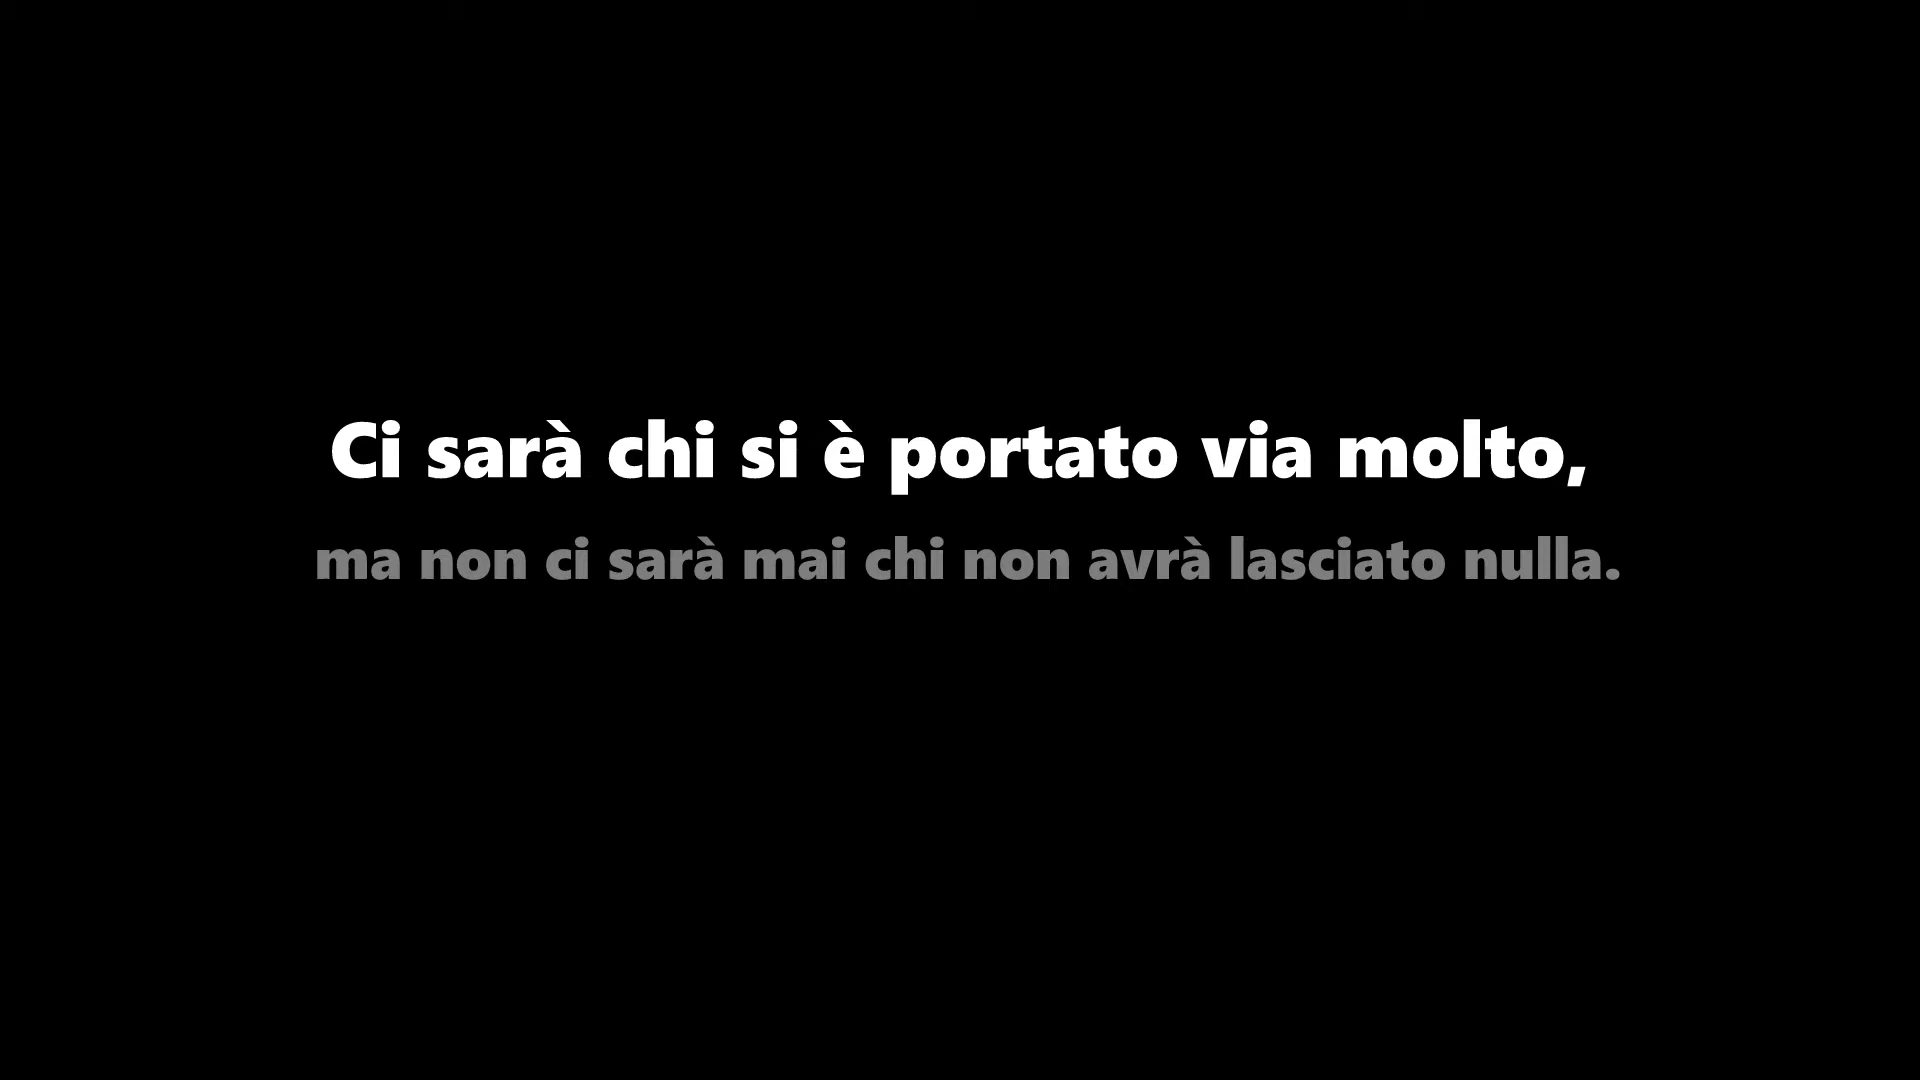 Ci sarà chi si è portato via molto,
ma non ci sarà mai chi non avrà lasciato nulla.